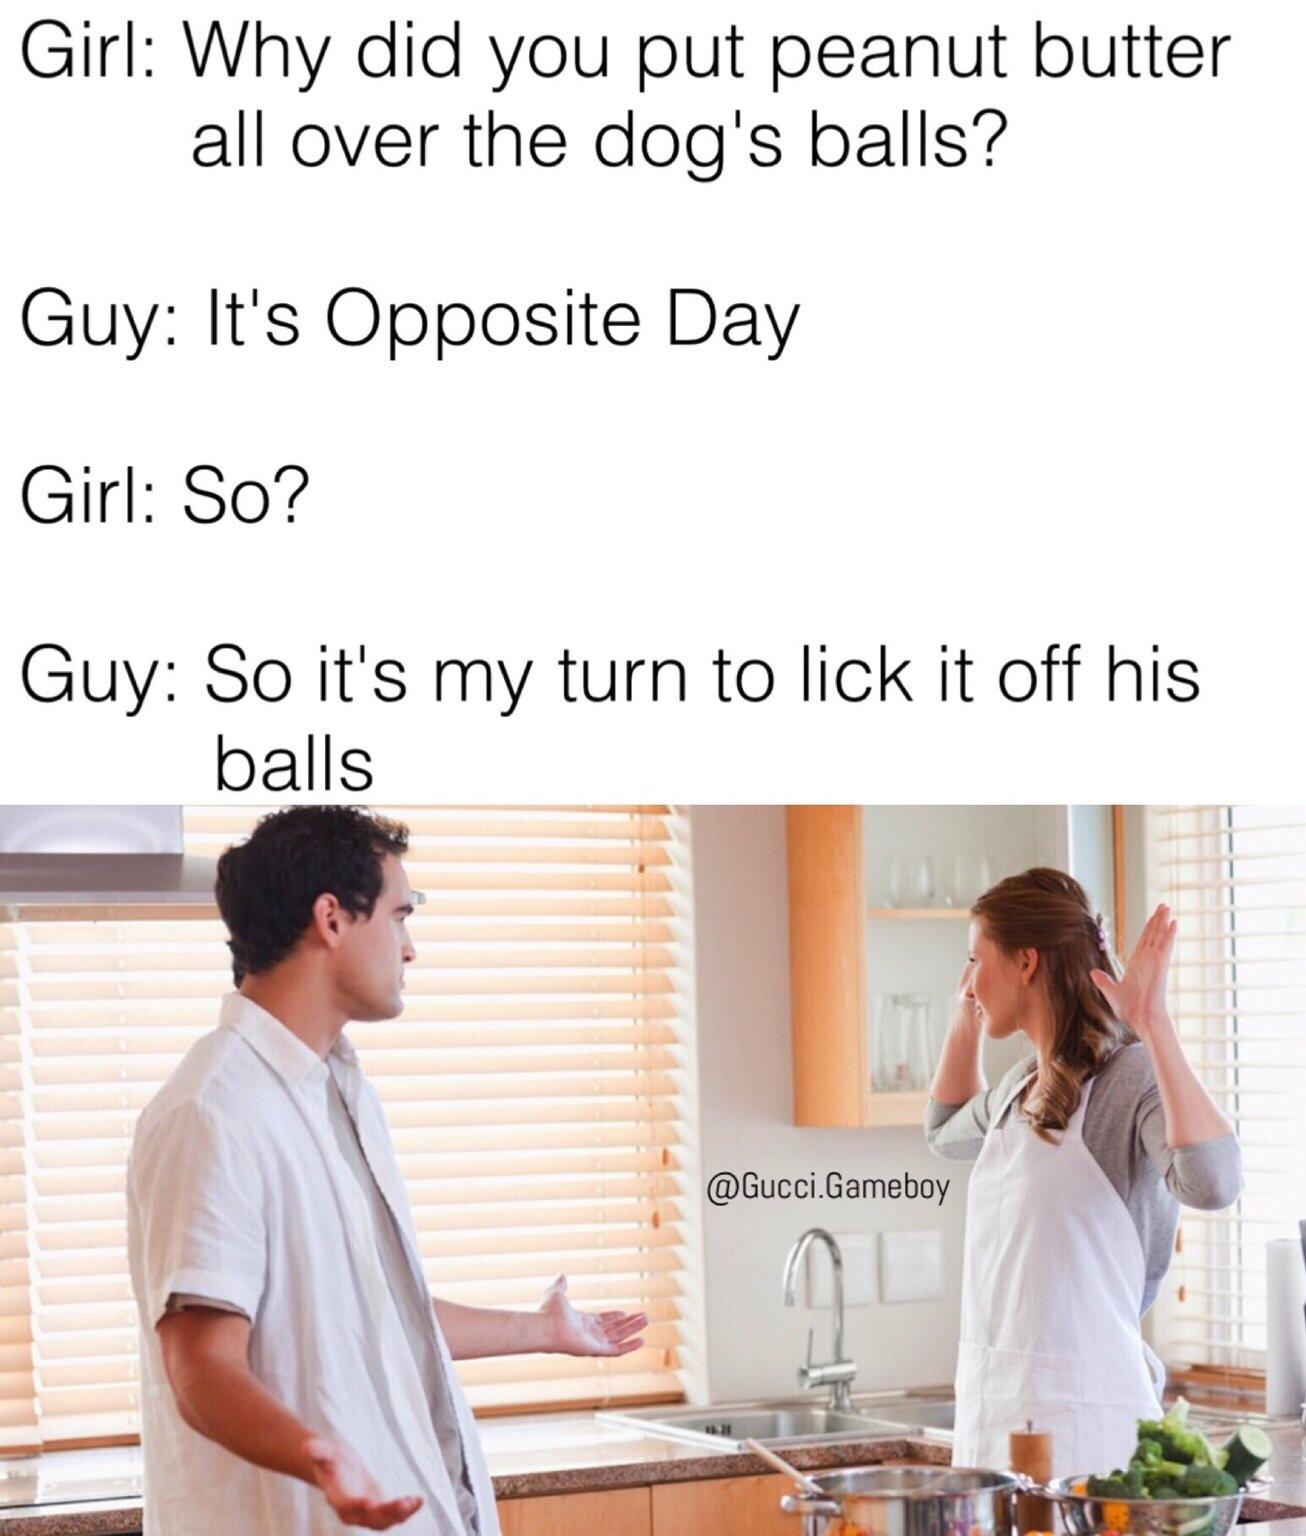 Girl: Why did you put peanut butter
all over the dog's balls?
Guy: It's Opposite Day
Girl: So?
Guy: So it's my turn to lick it off his
balls
@Gucci.Gameboy